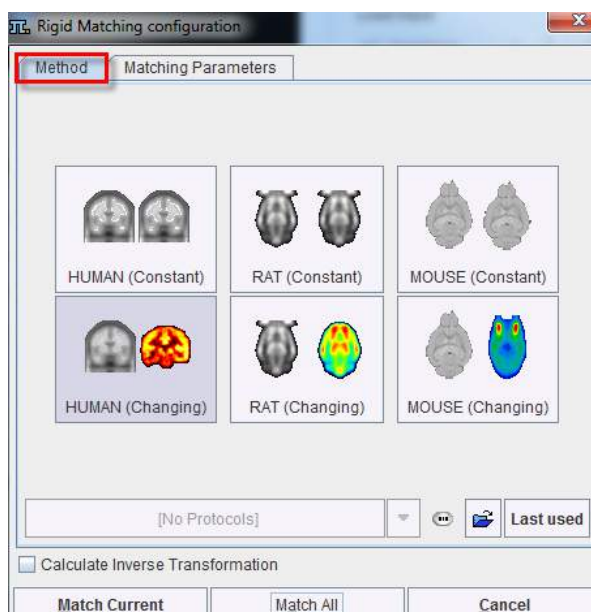 Rigid Matching configuration
Method Matching Parameters
HUMAN (Constant) RAT (Constant) MOUSE (Constant)
HUMAN (Changing) RAT (Changing) MOUSE (Changing)
[No Protocols] Last used
Calculate Inverse Transformation
Match Current Match All Cancel